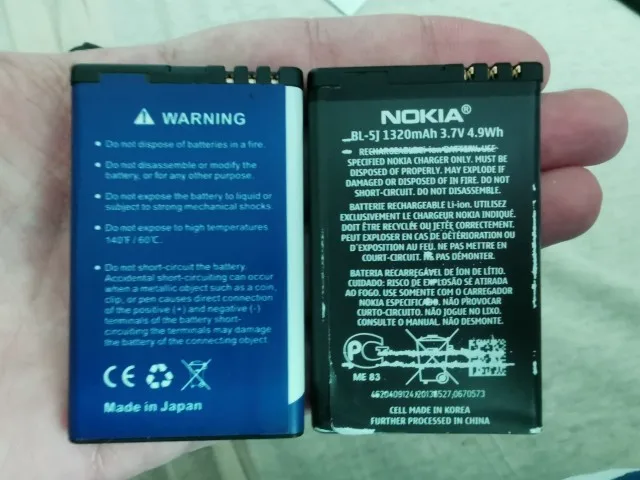 WARNING
Do not dispose of batteries in a fire.
Do not disassemble or modify the
battery, or for any other purpose.
Do not expose the battery to liquid or
subject to strong mechanical shocks.
Do not expose to high temperatures
140°F / 60°C.
Do not short-circuit the battery.
Accidental short-circuiting can occur
when a metallic object such as a coin,
clip, or pen causes direct connection
of the positive (+) and negative (-)
terminals of the battery short-
circuiting the terminals may damage
the battery of the connecting object.
CE
Made in Japan
NOKIA®
BL-5J 1320mAh 3.7V 4.9Wh
RECHARGEABLE Li-ion BATTERY. USE
SPECIFIED NOKIA CHARGER ONLY. MUST BE
DISPOSED OF PROPERLY. MAY EXPLODE IF
DAMAGED OR DISPOSED OF IN FIRE. DO NOT
SHORT-CIRCUIT. DO NOT DISASSEMBLE.
BATTERIE RECHARGEABLE Li-ion. UTILISEZ
EXCLUSIVEMENT LE CHARGEUR NOKIA INDIQUÉ.
DOIT ÊTRE RECYCLÉE OU JETÉE CORRECTEMENT.
PEUT EXPLOSER EN CAS DE DÉTÉRIORATION OU
D'EXPOSITION AU FEU. NE PAS METTRE EN
COURT-CIRCUIT. NE PAS DÉMONTER.
BATERIA RECARREGÁVEL DE ÍON DE LÍTIO.
CUIDADO: RISCO DE EXPLOSÃO SE ATIRADA
AO FOGO. USE SOMENTE COM O CARREGADOR
NOKIA ESPECIFICADO. NÃO PROVOCAR
CURTO-CIRCUITO. NÃO JOGUE NO LIXO.
CONSULTE O MANUAL. NÃO DESMONTE.
PC
ME 83
CELL MADE IN KOREA
FURTHER PROCESSED IN CHINA